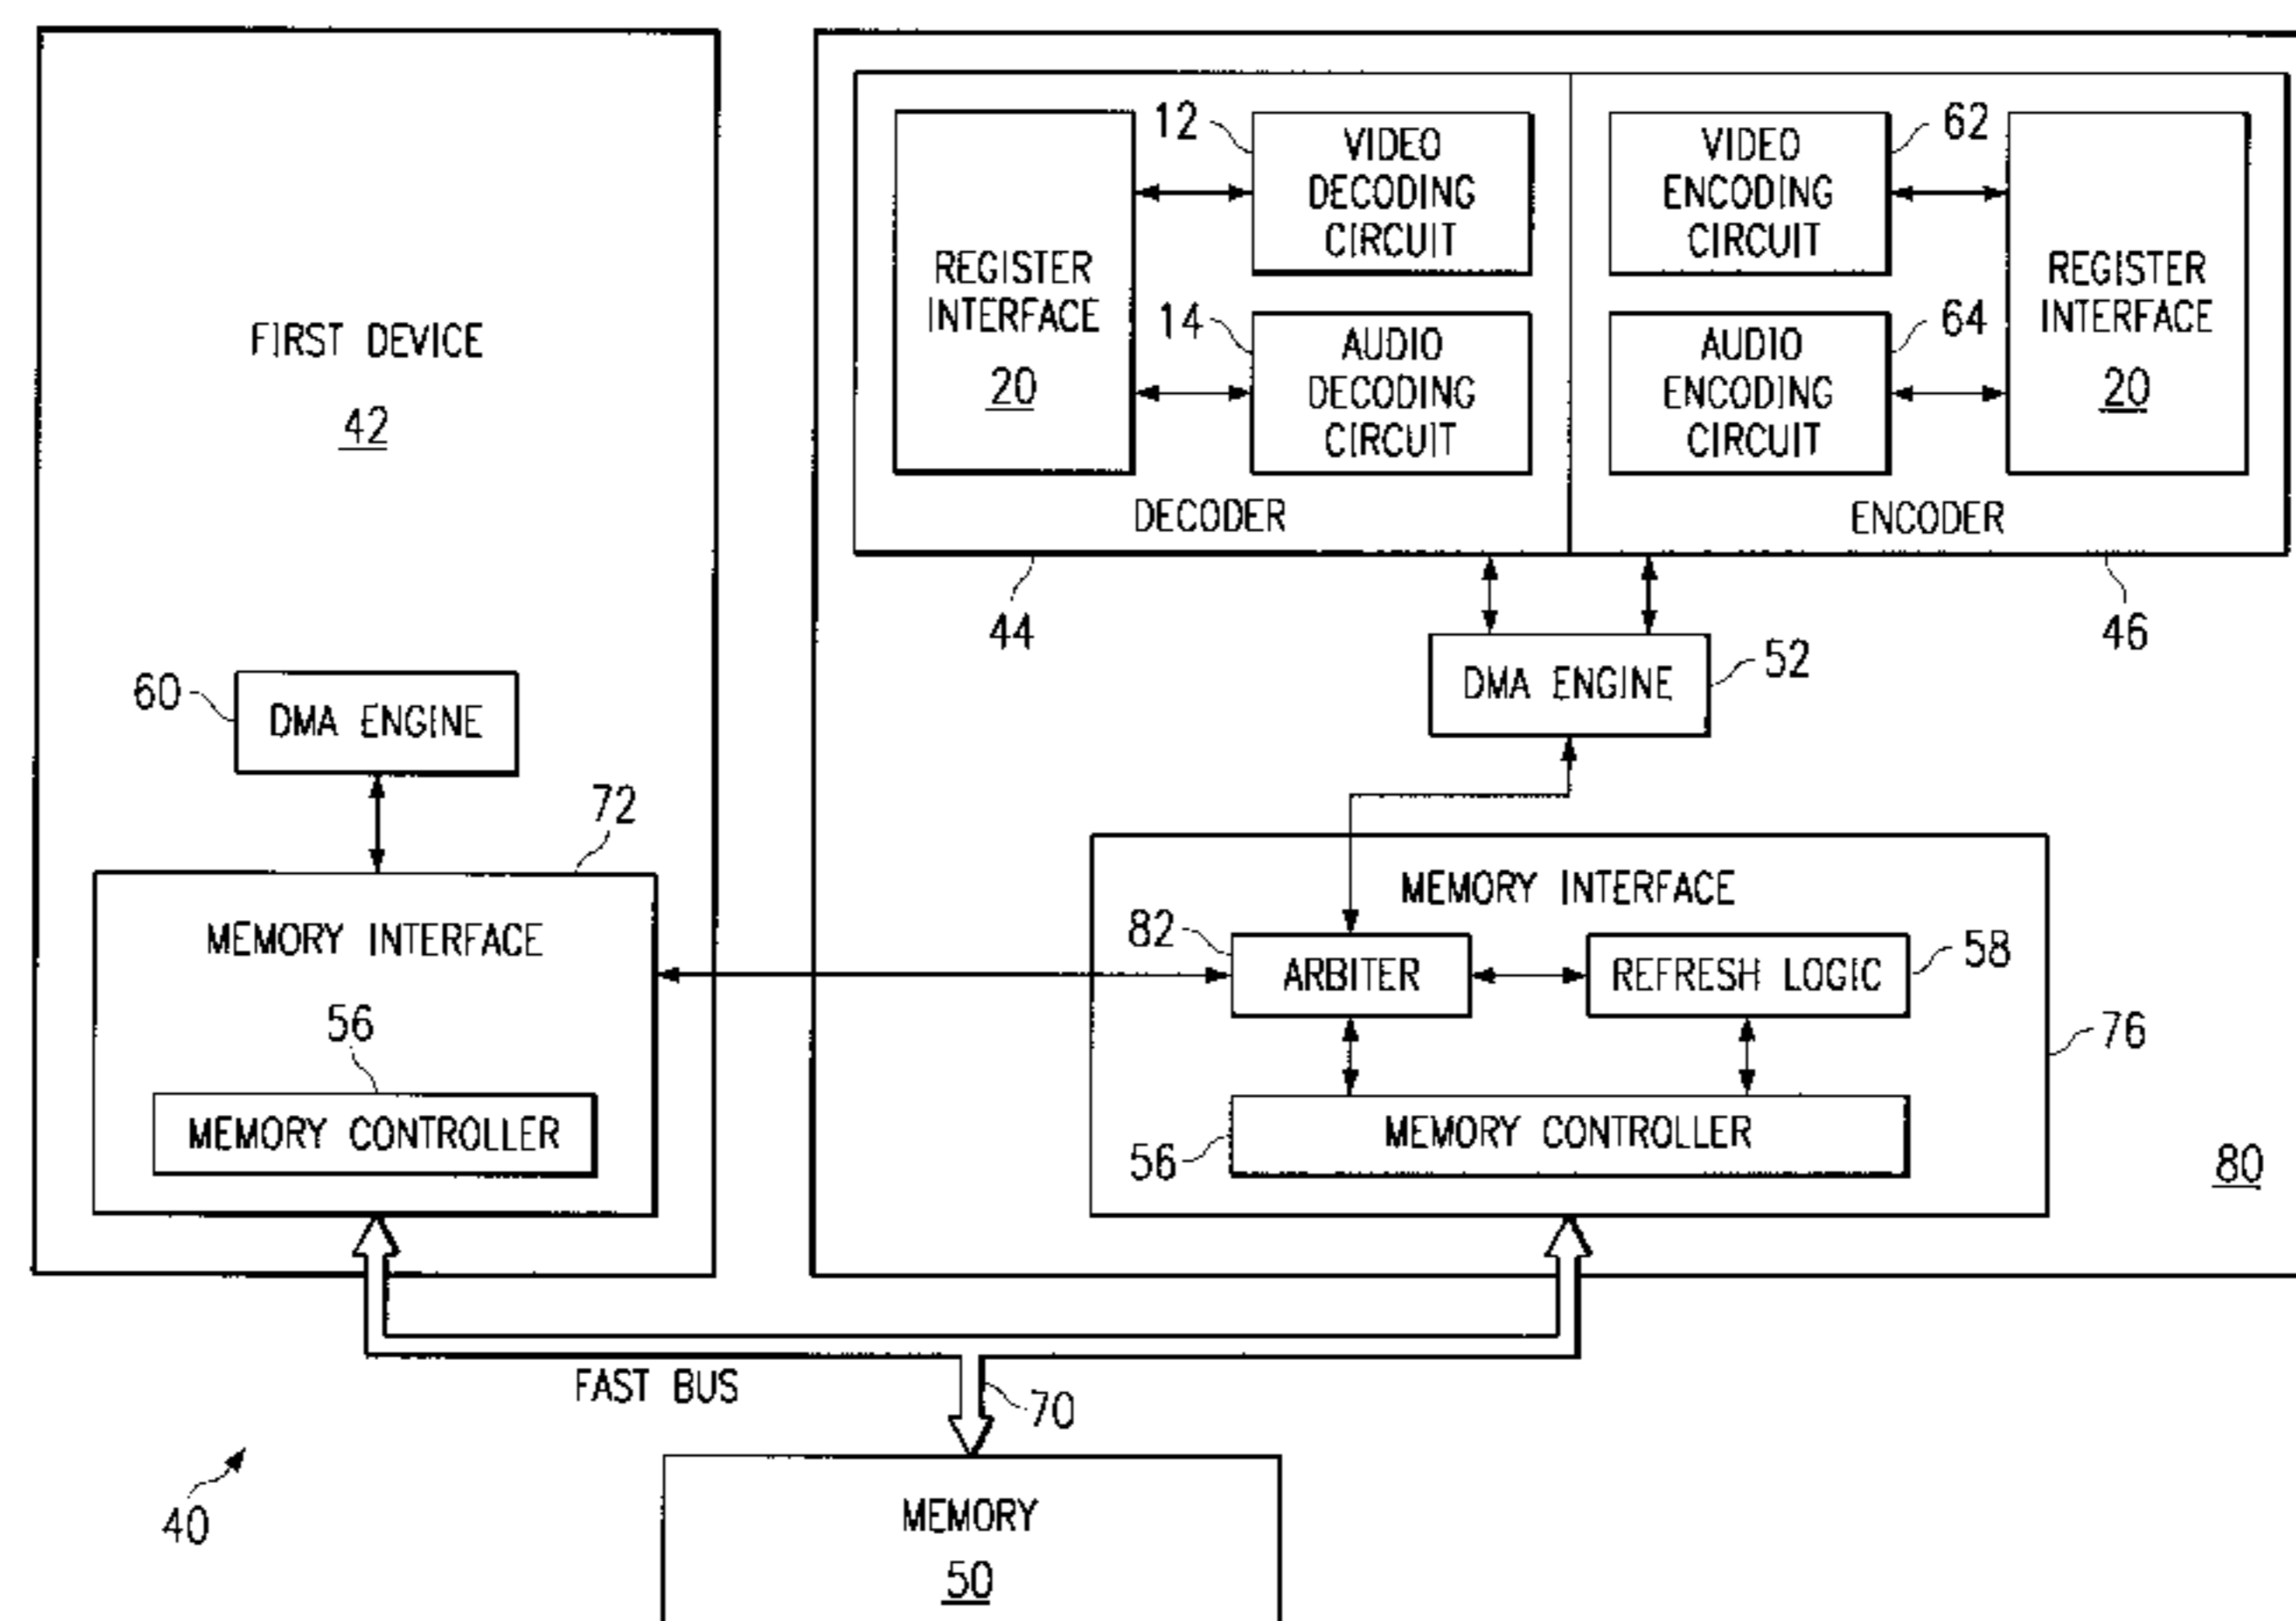 FIRST DEVICE
42
60
DMA ENGINE
72
MEMORY INTERFACE
56
MEMORY CONTROLLER
REGISTER
INTERFACE
20
12
VIDEO
DECODING
CIRCUIT
14
AUDIO
DECODING
CIRCUIT
DECODER
44
VIDEO
ENCODING
CIRCUIT
62
AUDIO
ENCODING
CIRCUIT
64
REGISTER
INTERFACE
20
ENCODER
46
DMA ENGINE
52
MEMORY INTERFACE
82
ARBITER
REFRESH LOGIC
58
76
56
MEMORY CONTROLLER
80
FAST BUS
70
40
MEMORY
50